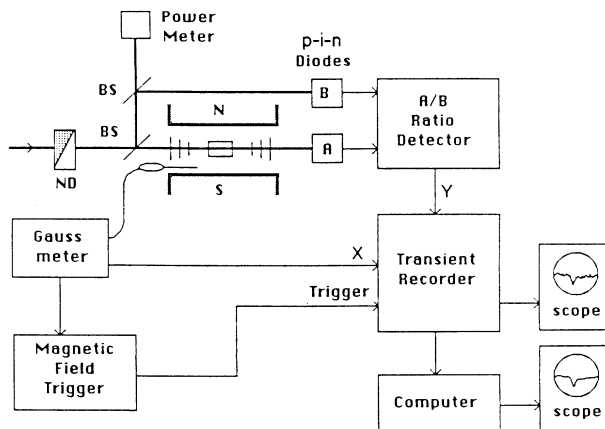 Power
Meter
p-i-n
Diodes
BS
B
A/B
Ratio
Detector
N
BS
A
ND
S
Y
Gauss
meter
X
Transient
Recorder
Trigger
scope
Magnetic
Field
Trigger
Computer
scope